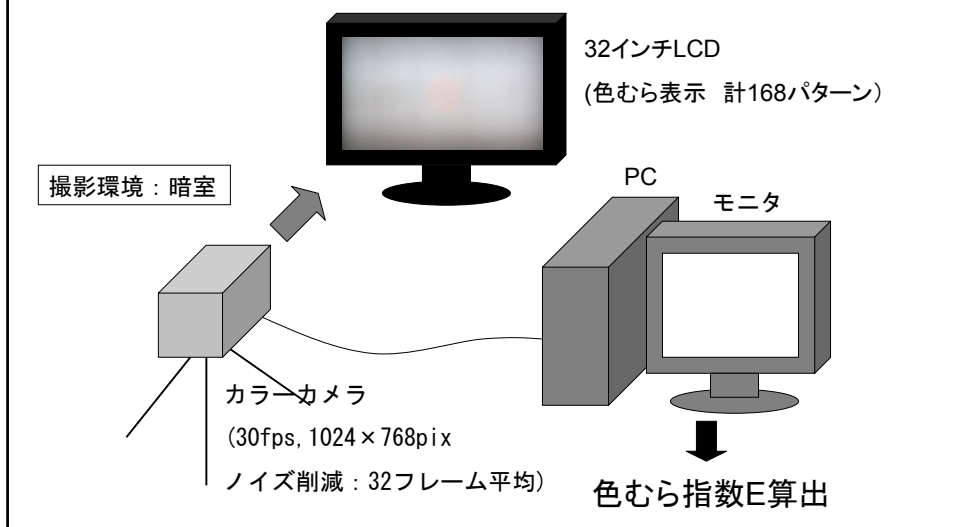 32インチLCD
(色むら表示 計168パターン）
撮影環境：暗室
PC
モニタ
カラーカメラ
(30fps,1024×768pix
ノイズ削減：32フレーム平均)
色むら指数E算出